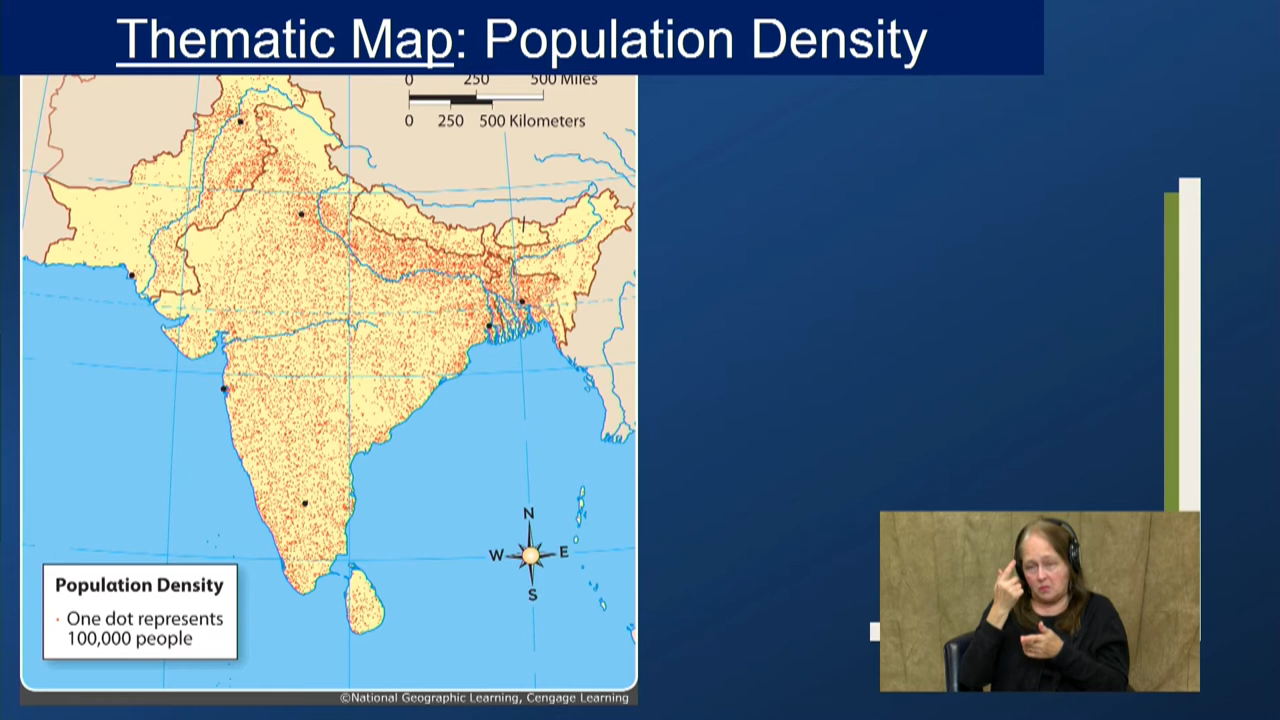 Thematic Map: Population Density
0 250 500 Miles
0 250 500 Kilometers
N
W E
S
Population Density
One dot represents
100,000 people
©National Geographic Learning, Cengage Learning